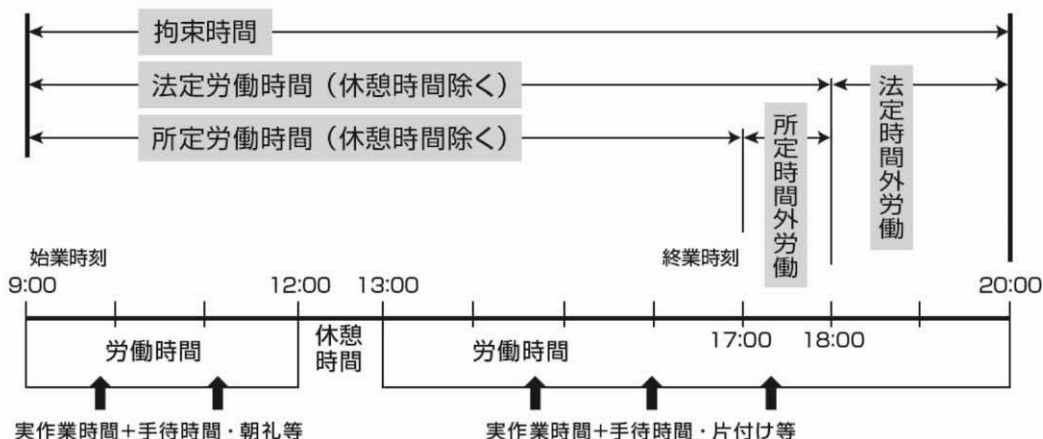 拘束時間
法定労働時間（休憩時間除く）
法定時間外労働
所定労働時間（休憩時間除く）
所定時間外労働
始業時刻
終業時刻
9:00
12:00
13:00
20:00
労働時間
休憩
時間
労働時間
17:00
18:00
実作業時間+手待時間・朝礼等
実作業時間+手待時間・片付け等